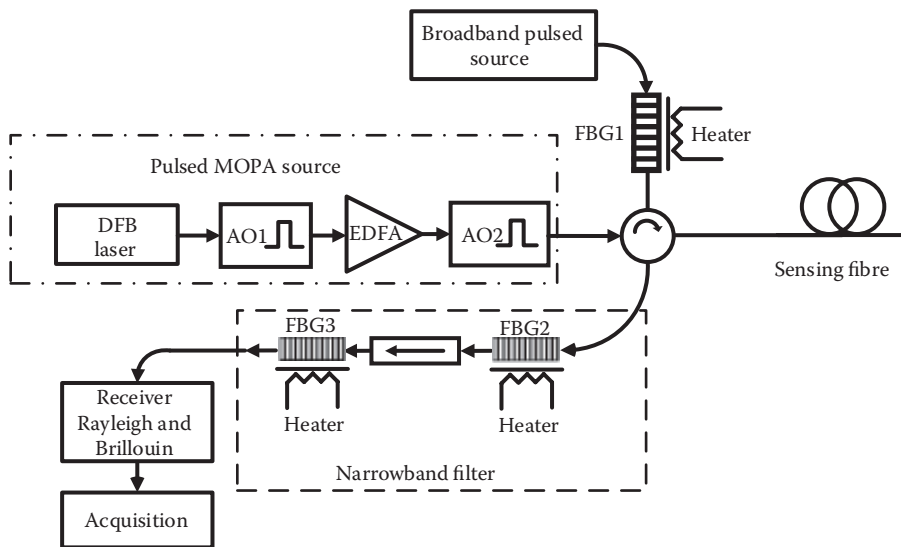 Broadband pulsed
source
FBG1
Heater
Pulsed MOPA source
DFB
laser
AO1
EDFA
AO2
Sensing fibre
FBG3
FBG2
Heater
Heater
Narrowband filter
Receiver
Rayleigh and
Brillouin
Acquisition